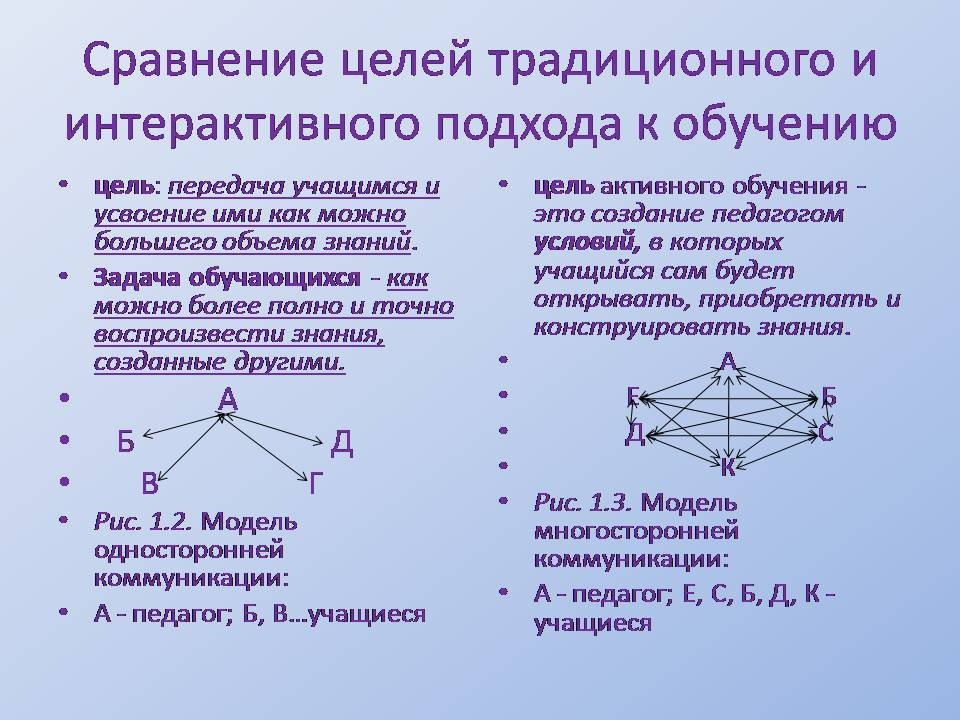 Сравнение целей традиционного и
интерактивного подхода к обучению
• цель: передача учащимся и
усвоение ими как можно
большего объема знаний.
• Задача обучающихся - как
можно более полно и точно
воспроизвести знания,
созданные другими.
• А
• Б Д
• В Г
• Рис. 1.2. Модель
односторонней
коммуникации:
• А - педагог; Б, В...учащиеся
• цель активного обучения -
это создание педагогом
условий, в которых
учащийся сам будет
открывать, приобретать и
конструировать знания.
• А
• Е Б
• Д С
• К
• Рис. 1.3. Модель
многосторонней
коммуникации:
• А - педагог; Е, С, Б, Д, К -
учащиеся